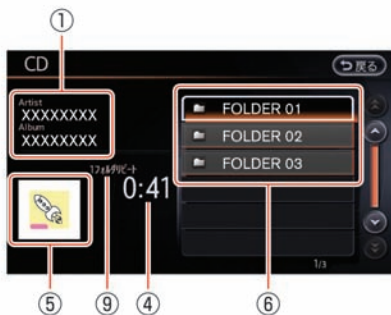 ①
CD
戻る
Artist
XXXXXXXX
Album
XXXXXXXX
FOLDER 01
FOLDER 02
FOLDER 03
1フォルダリピート
0:41
1/3
⑤
⑨
④
⑥